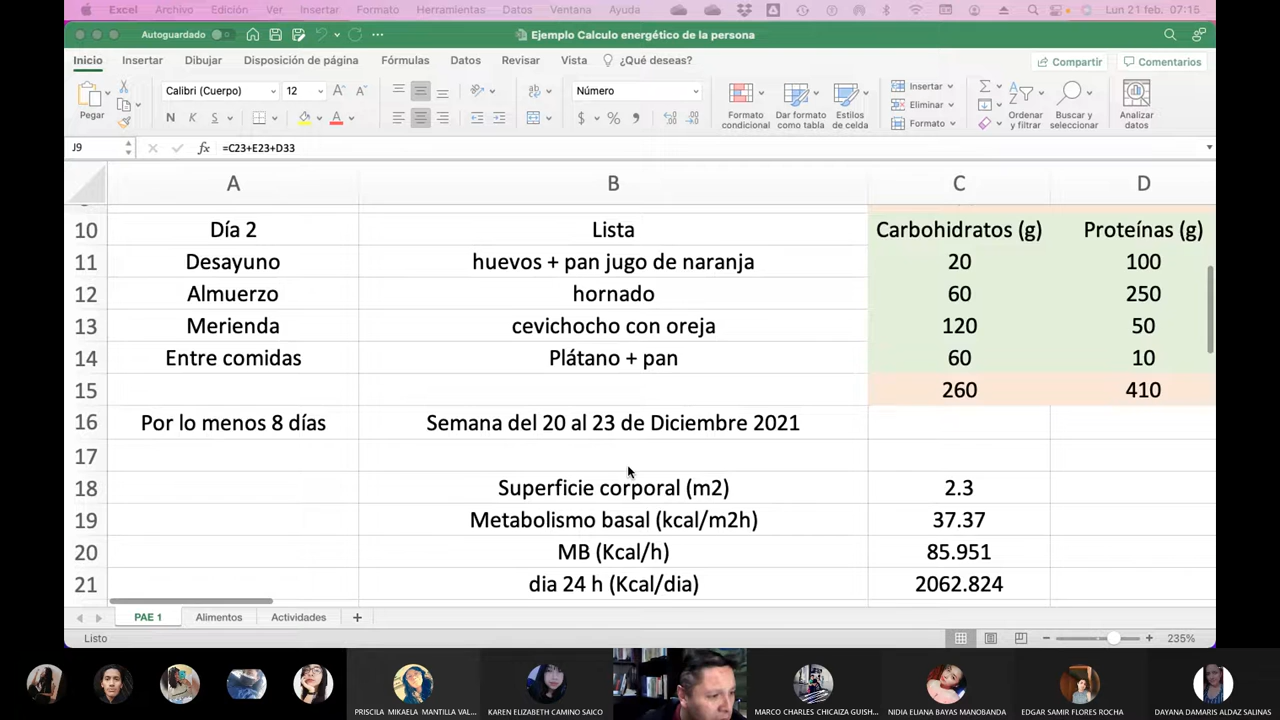 Excel Archivo Edición Ver Insertar Formato Herramientas Datos Ventana Ayuda Lun 21 feb. 07:15
Autoguardado Ejemplo Calculo energético de la persona
Inicio Insertar Dibujar Disposición de página Fórmulas Datos Revisar Vista ¿Qué desea? Compartir Comentarios
Pegar Calibri (Cuerpo) 12 Número Formato condicional Dar formato como tabla Estilos de celda Insertar Eliminar Formato Ordenar y filtrar Buscar y seleccionar Analizar datos
N K S
J9 fx =C23+E23+D33
A B C D
10 Día 2 Lista Carbohidratos (g) Proteínas (g)
11 Desayuno huevos + pan jugo de naranja 20 100
12 Almuerzo hornado 60 250
13 Merienda cevichocho con oreja 120 50
14 Entre comidas Plátano + pan 60 10
15 260 410
16 Por lo menos 8 días Semana del 20 al 23 de Diciembre 2021
17
18 Superficie corporal (m2) 2.3
19 Metabolismo basal (kcal/m2h) 37.37
20 MB (Kcal/h) 85.951
21 dia 24 h (Kcal/dia) 2062.824
PAE 1 Alimentos Actividades +
Listo 235%
PRISCILA MIKAELA MANTILLA VAL... KAREN ELIZABETH CAMINO SAICO MARCO CHARLES CHICAIZA GUISH... NIDIA ELIANA BAYAS MANOBANDA EDGAR SAMIR FLORES ROCHA DAYANA DAMARIS ALDAZ SALINAS